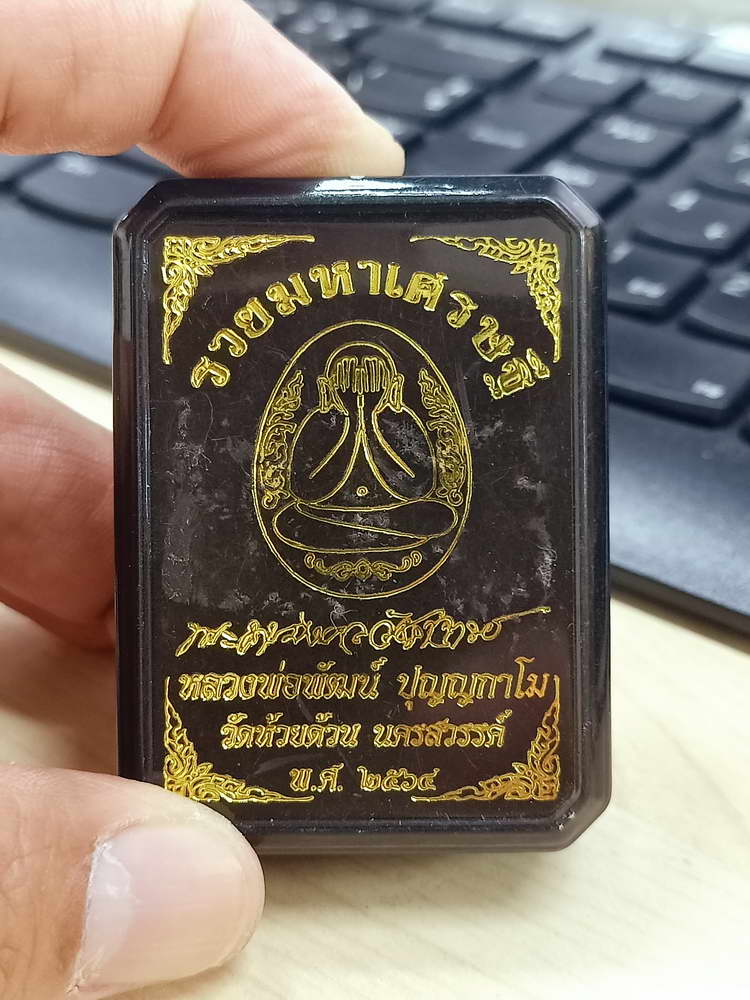 รวยมหาเศรษฐี
หลวงพ่อพัฒน์ ปุญญกาโม
วัดห้วยด้วน นครสวรรค์
พ.ศ. ๒๕๖๔